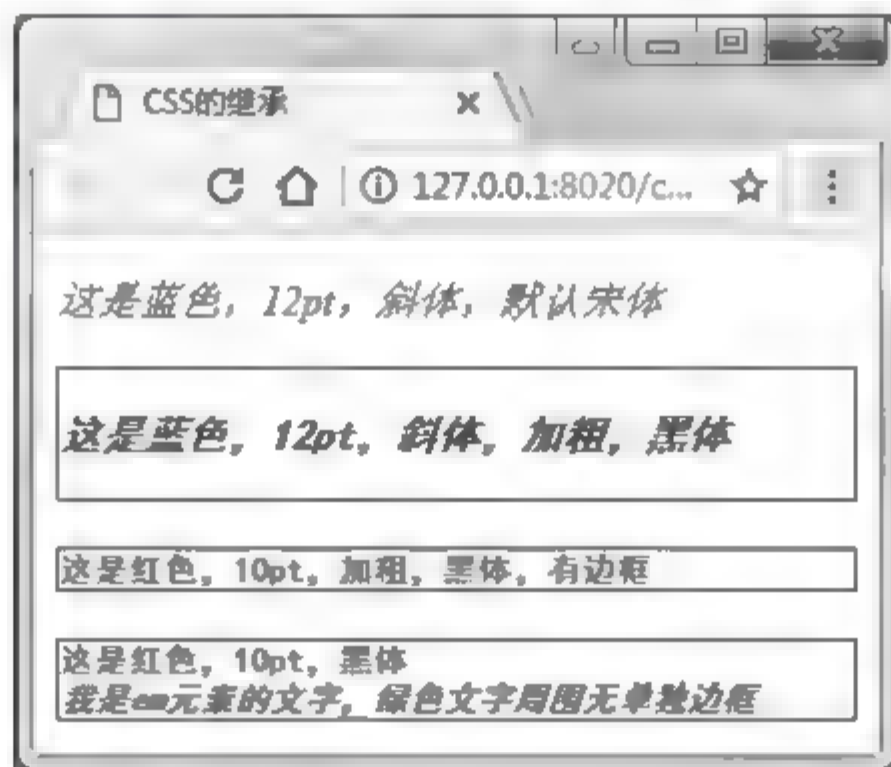 CSS的继承
127.0.0.1:8020/c...
这是蓝色，12pt，斜体，默认宋体
这是蓝色，12pt，斜体，加粗，黑体
这是红色，10pt，加粗，黑体，有边框
这是红色，10pt，黑体
我是em元素的文字，绿色文字周围无单独边框